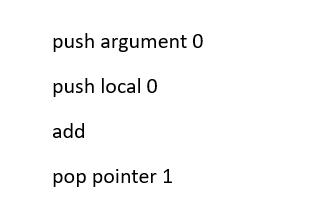 push argument 0
push local 0
add
pop pointer 1